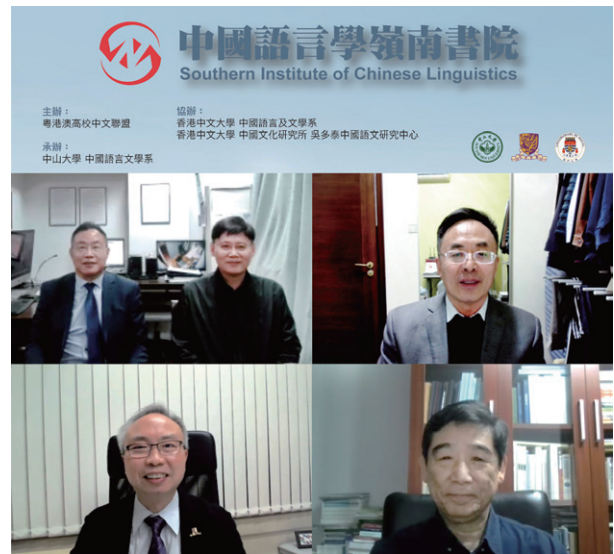 中國語言學嶺南書院
Southern Institute of Chinese Linguistics
主辦：
粵港澳高校中文聯盟
承辦：
中山大學 中國語言文學系
協辦：
香港中文大學 中國語言及文學系
香港中文大學 中國文化研究所 吳多泰中國語文研究中心